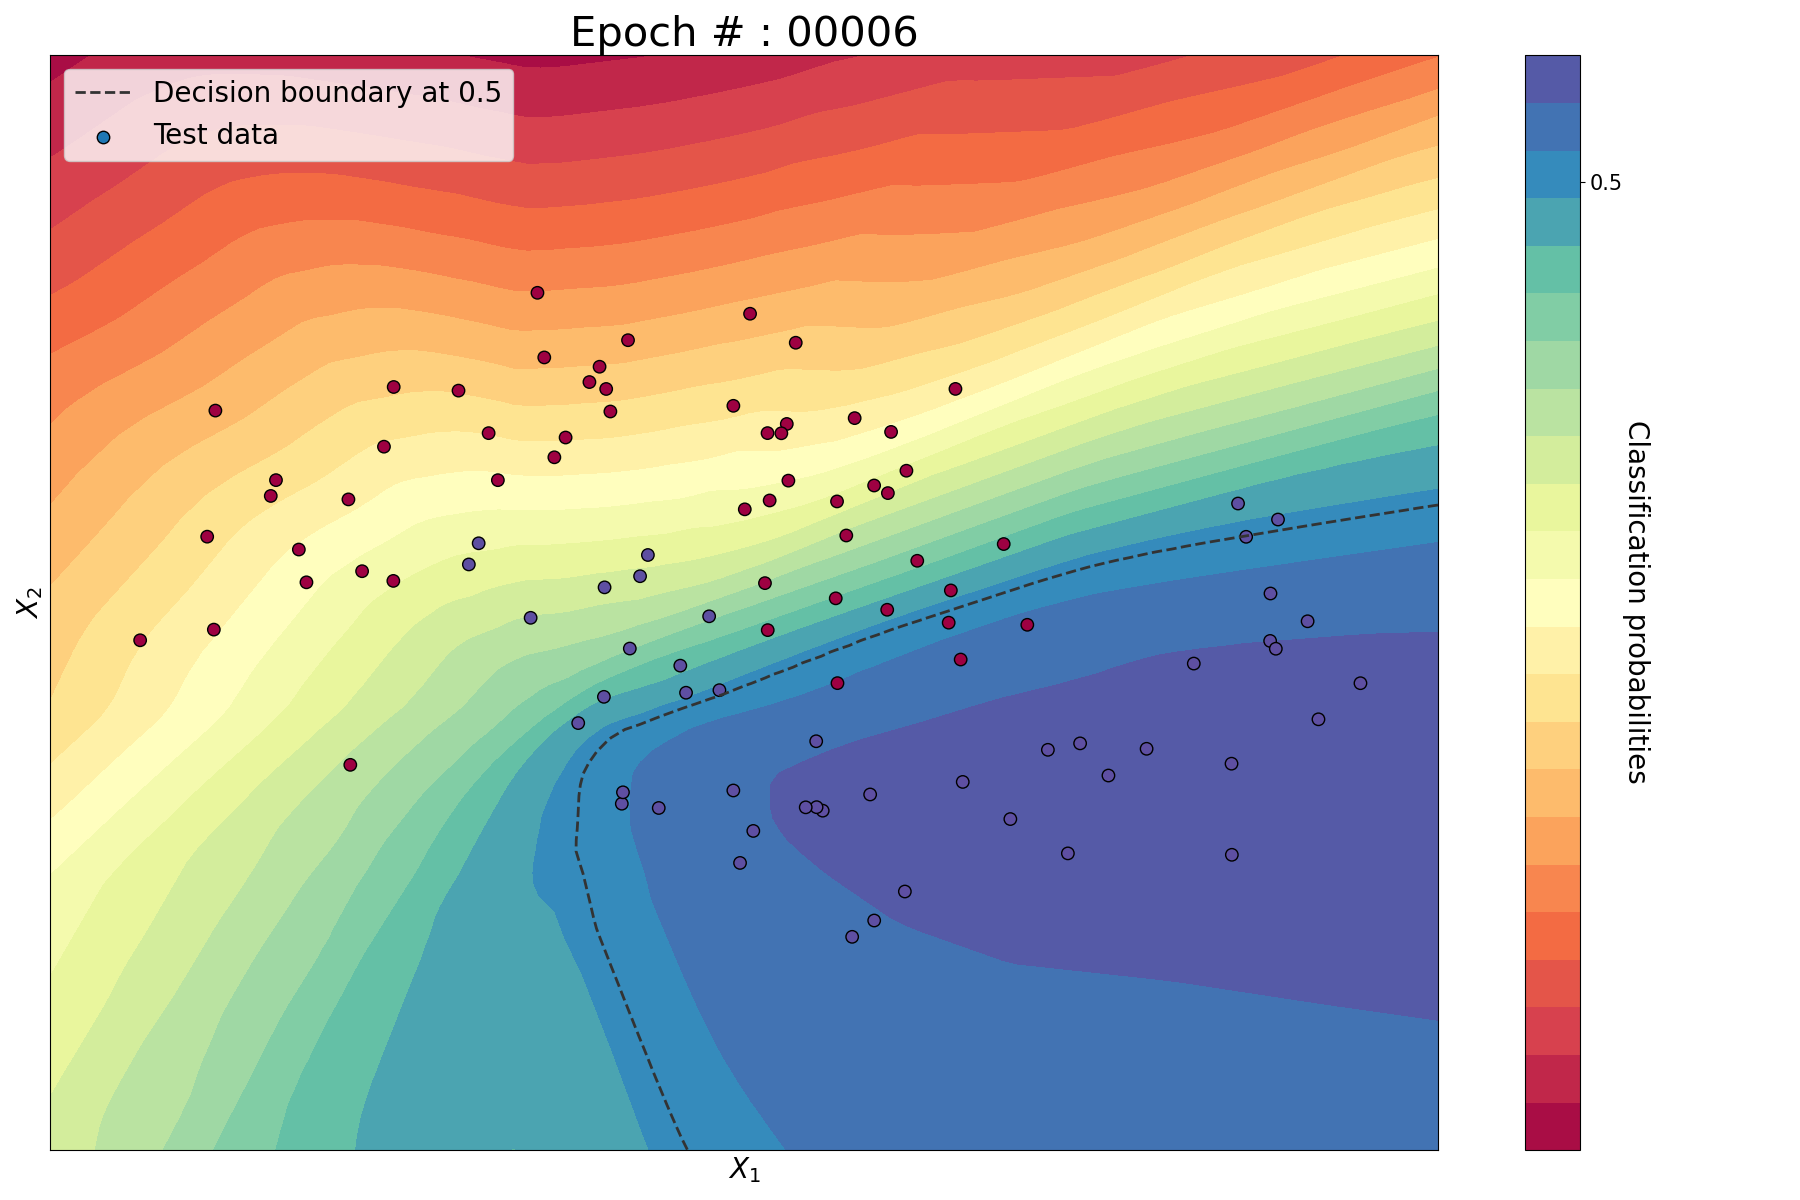 Epoch # : 00006
Decision boundary at 0.5
Test data
0.5
Classification probabilities
X₂
X₁